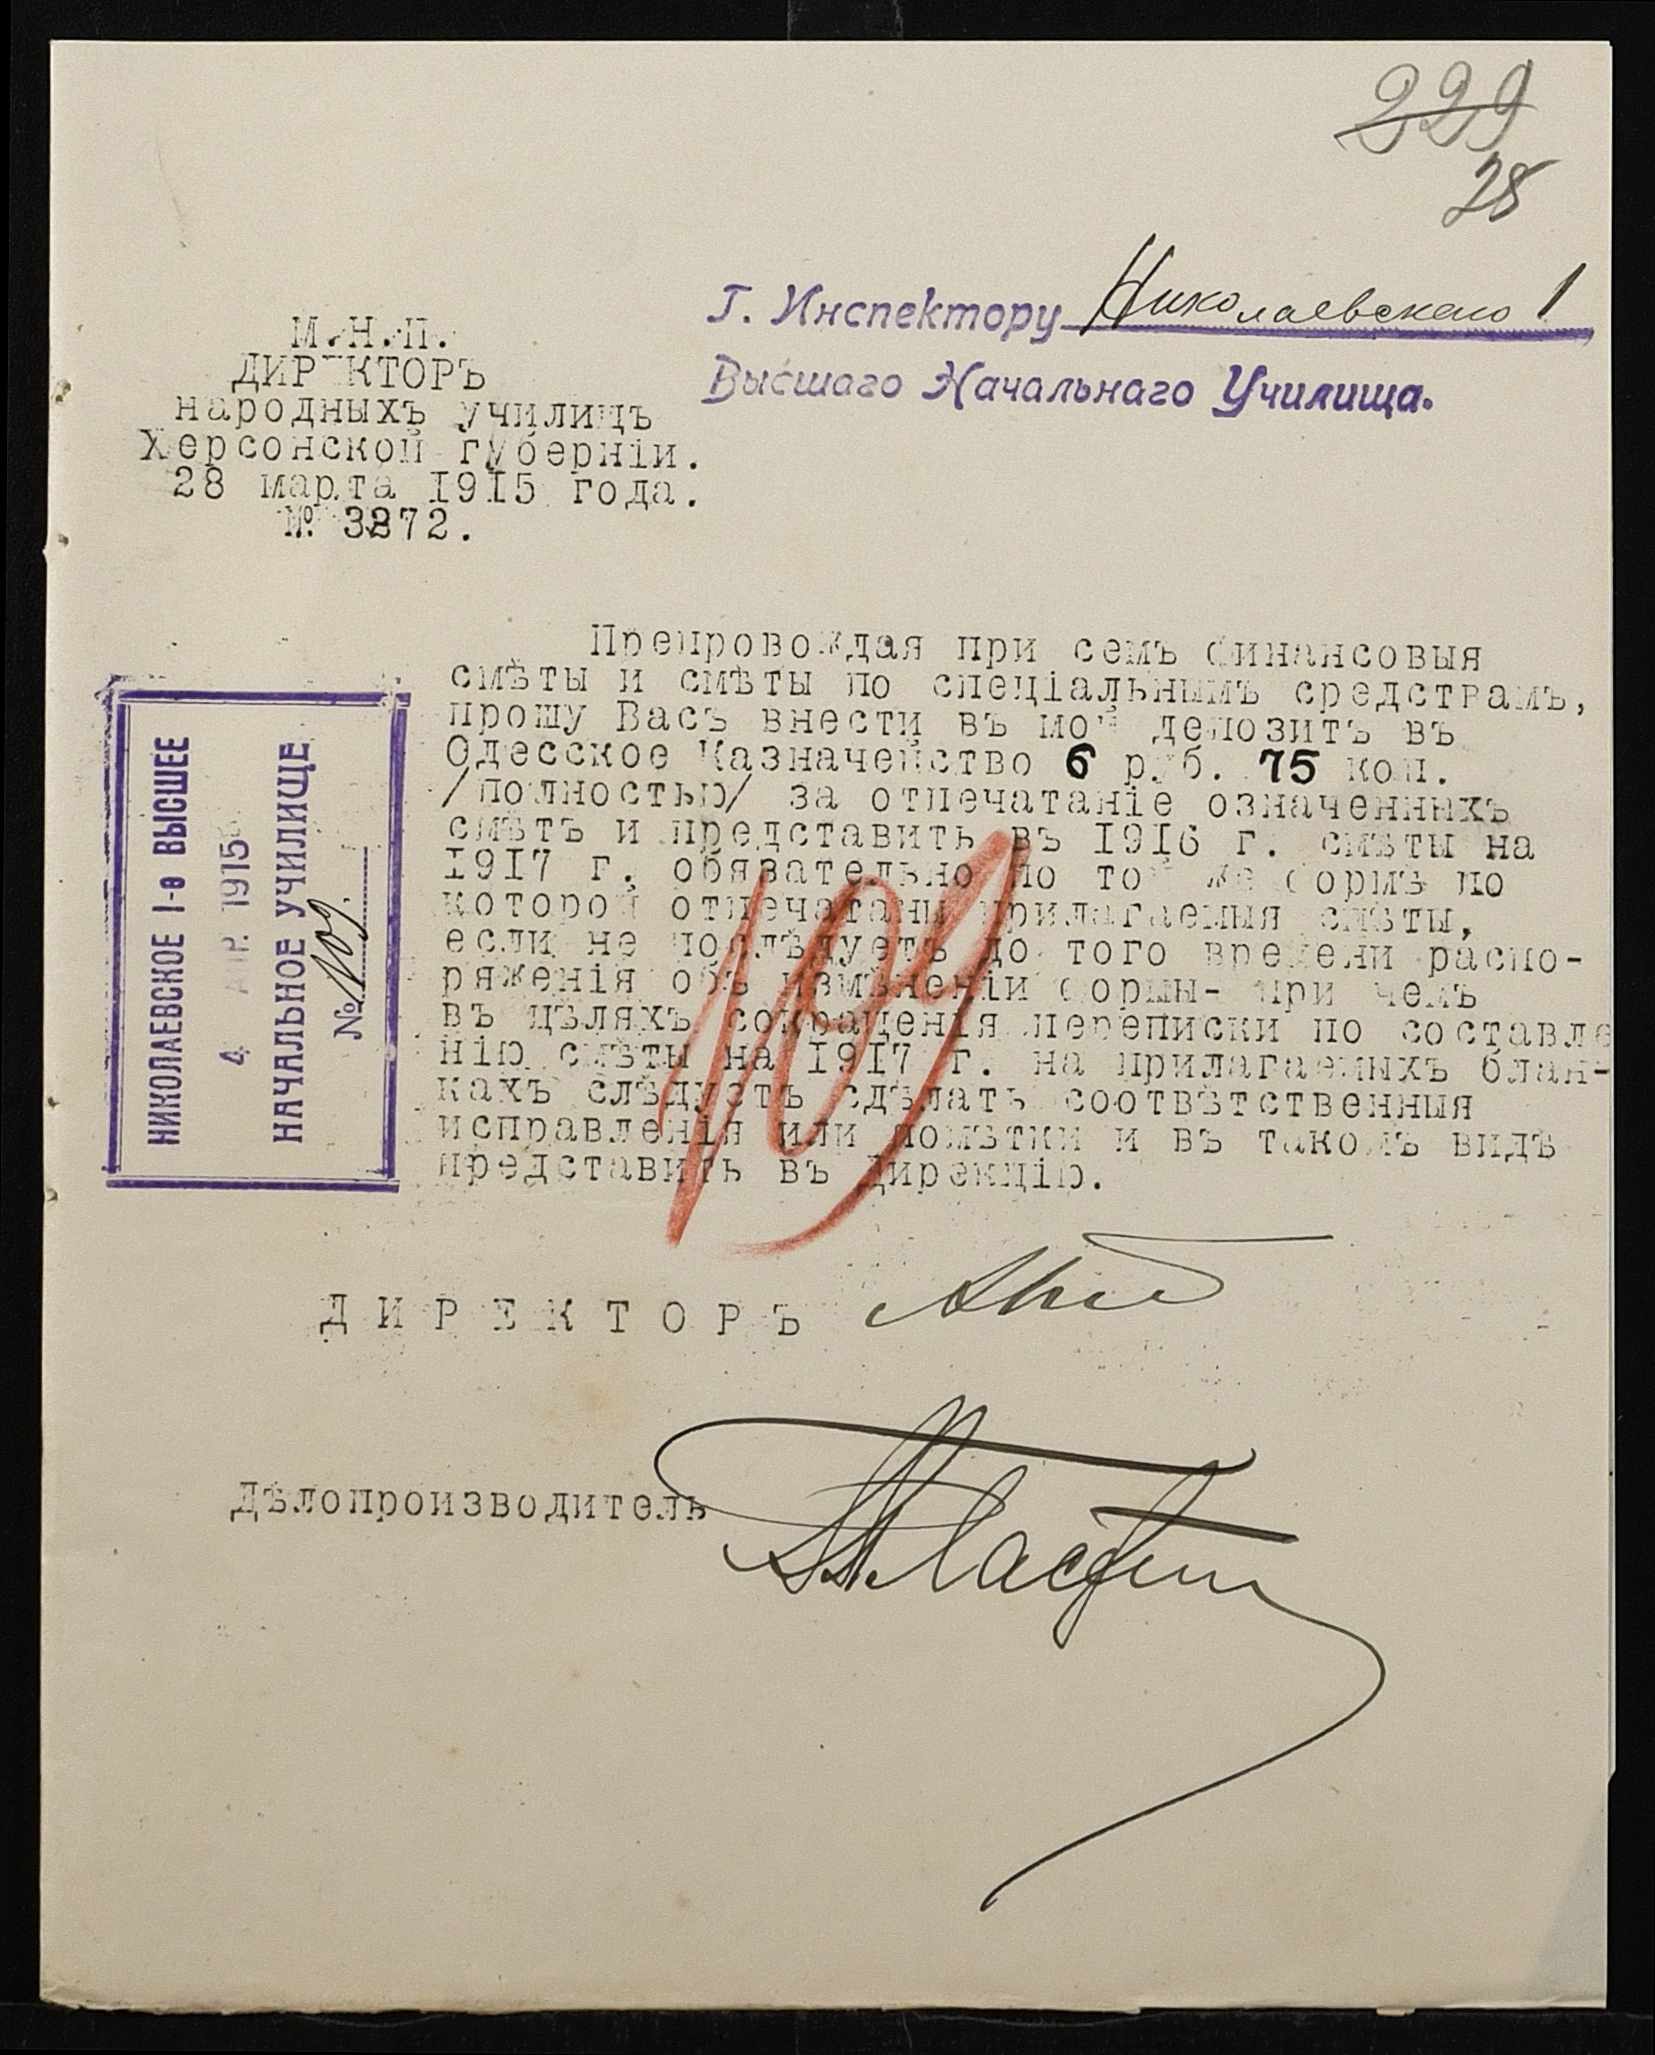 229
28
Г. Инспектору Николаевскаго 1
Высшаго Начальнаго Училища.
М.Н.П.
ДИРЕКТОРЪ
народныхъ училищъ
Херсонской губерніи.
28 марта 1915 года.
№ 3272.
НИКОЛАЕВСКОЕ 1-е ВЫСШЕЕ
4 АПР. 1915
НАЧАЛЬНОЕ УЧИЛИЩЕ
№ 109.
Препровождая при семъ финансовыя
смѣты и смѣты по спеціальнымъ средствамъ,
прошу Васъ внести въ мой депозитъ въ
Одесское Казначейство 6 руб. 75 коп.
/полностью/ за отпечатаніе означенныхъ
смѣтъ и представить въ 1916 г. смѣты на
1917 г. обязательно по той же формѣ по
которой отпечатаны прилагаемыя смѣты,
если не послѣдуетъ до того времени распо-
ряженія объ измѣненіи формы- при чемъ
въ цѣляхъ сокращенія переписки по составле
нію смѣты на 1917 г. на прилагаемыхъ блан-
кахъ слѣдуетъ сдѣлать соотвѣтственныя
исправленія или помѣтки и въ такомъ видѣ
представить въ Дирекцію.
109
ДИРЕКТОРЪ
Дѣлопроизводитель